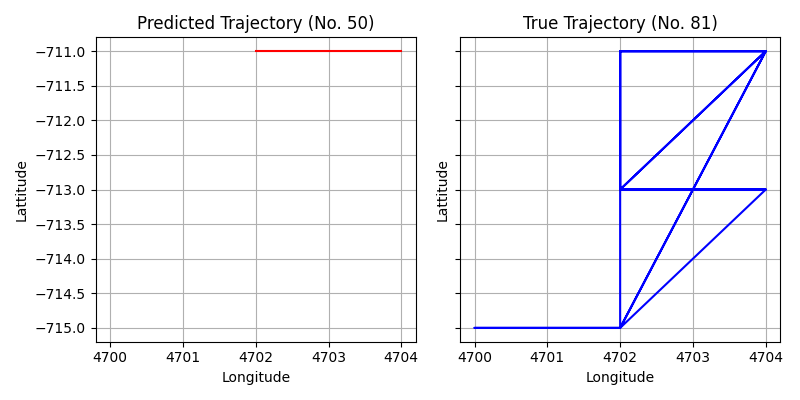 Predicted Trajectory (No. 50)
−711.0
−711.5
−712.0
−712.5
−713.0
−713.5
−714.0
−714.5
−715.0
Lattitude
4700 4701 4702 4703 4704
Longitude
True Trajectory (No. 81)
Lattitude
4700 4701 4702 4703 4704
Longitude